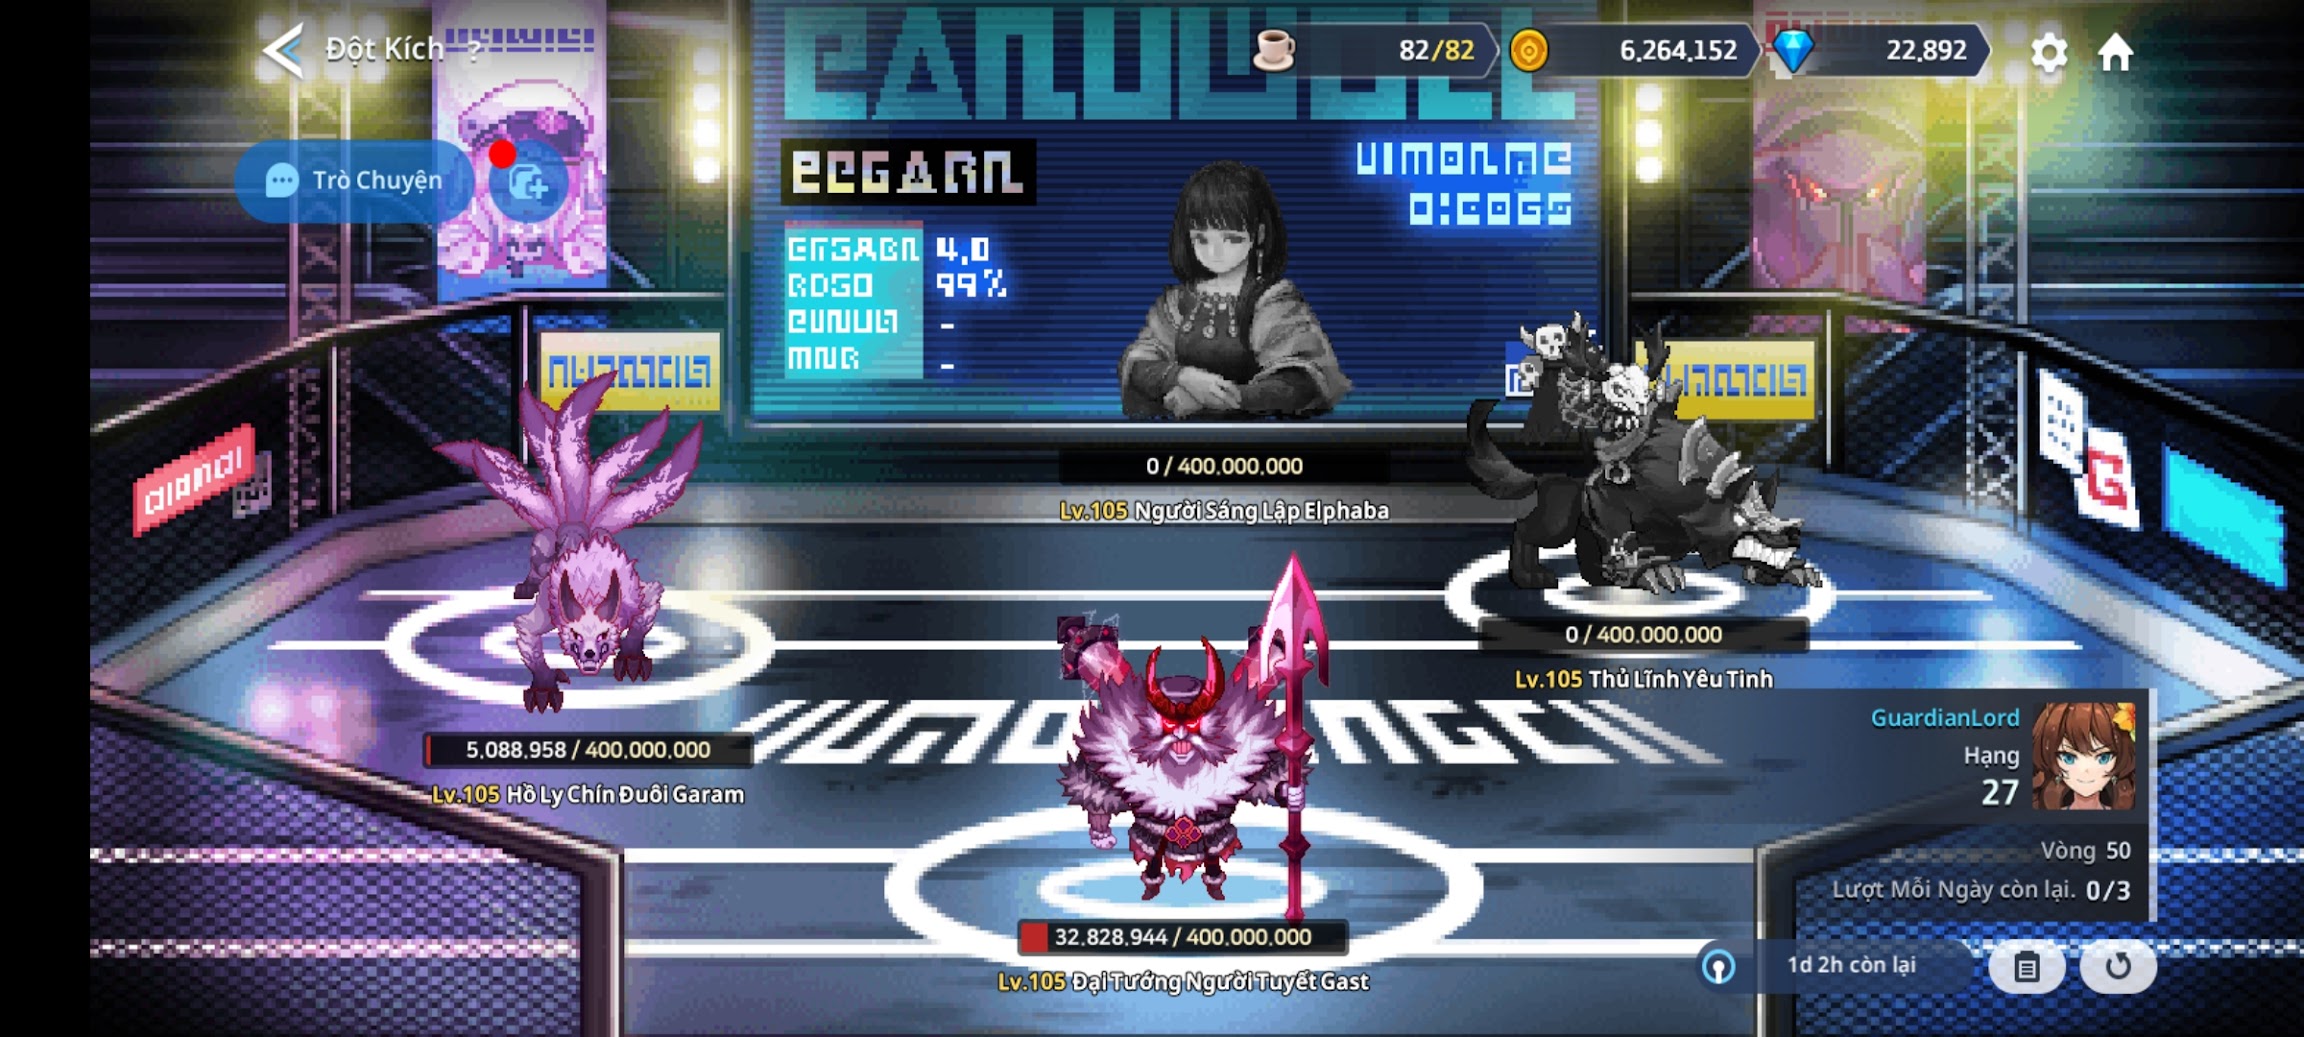 Đột Kích ?
82/82
6,264,152
22,892
Trò Chuyện
4.0
99%
-
-
0 / 400.000.000
Lv.105 Người Sáng Lập Elphaba
0 / 400.000.000
Lv.105 Thủ Lĩnh Yêu Tinh
5.088.958 / 400.000.000
Lv.105 Hồ Ly Chín Đuôi Garam
32.828.944 / 400.000.000
Lv.105 Đại Tướng Người Tuyết Gast
GuardianLord
Hạng
27
Vòng 50
Lượt Mỗi Ngày còn lại. 0/3
1d 2h còn lại